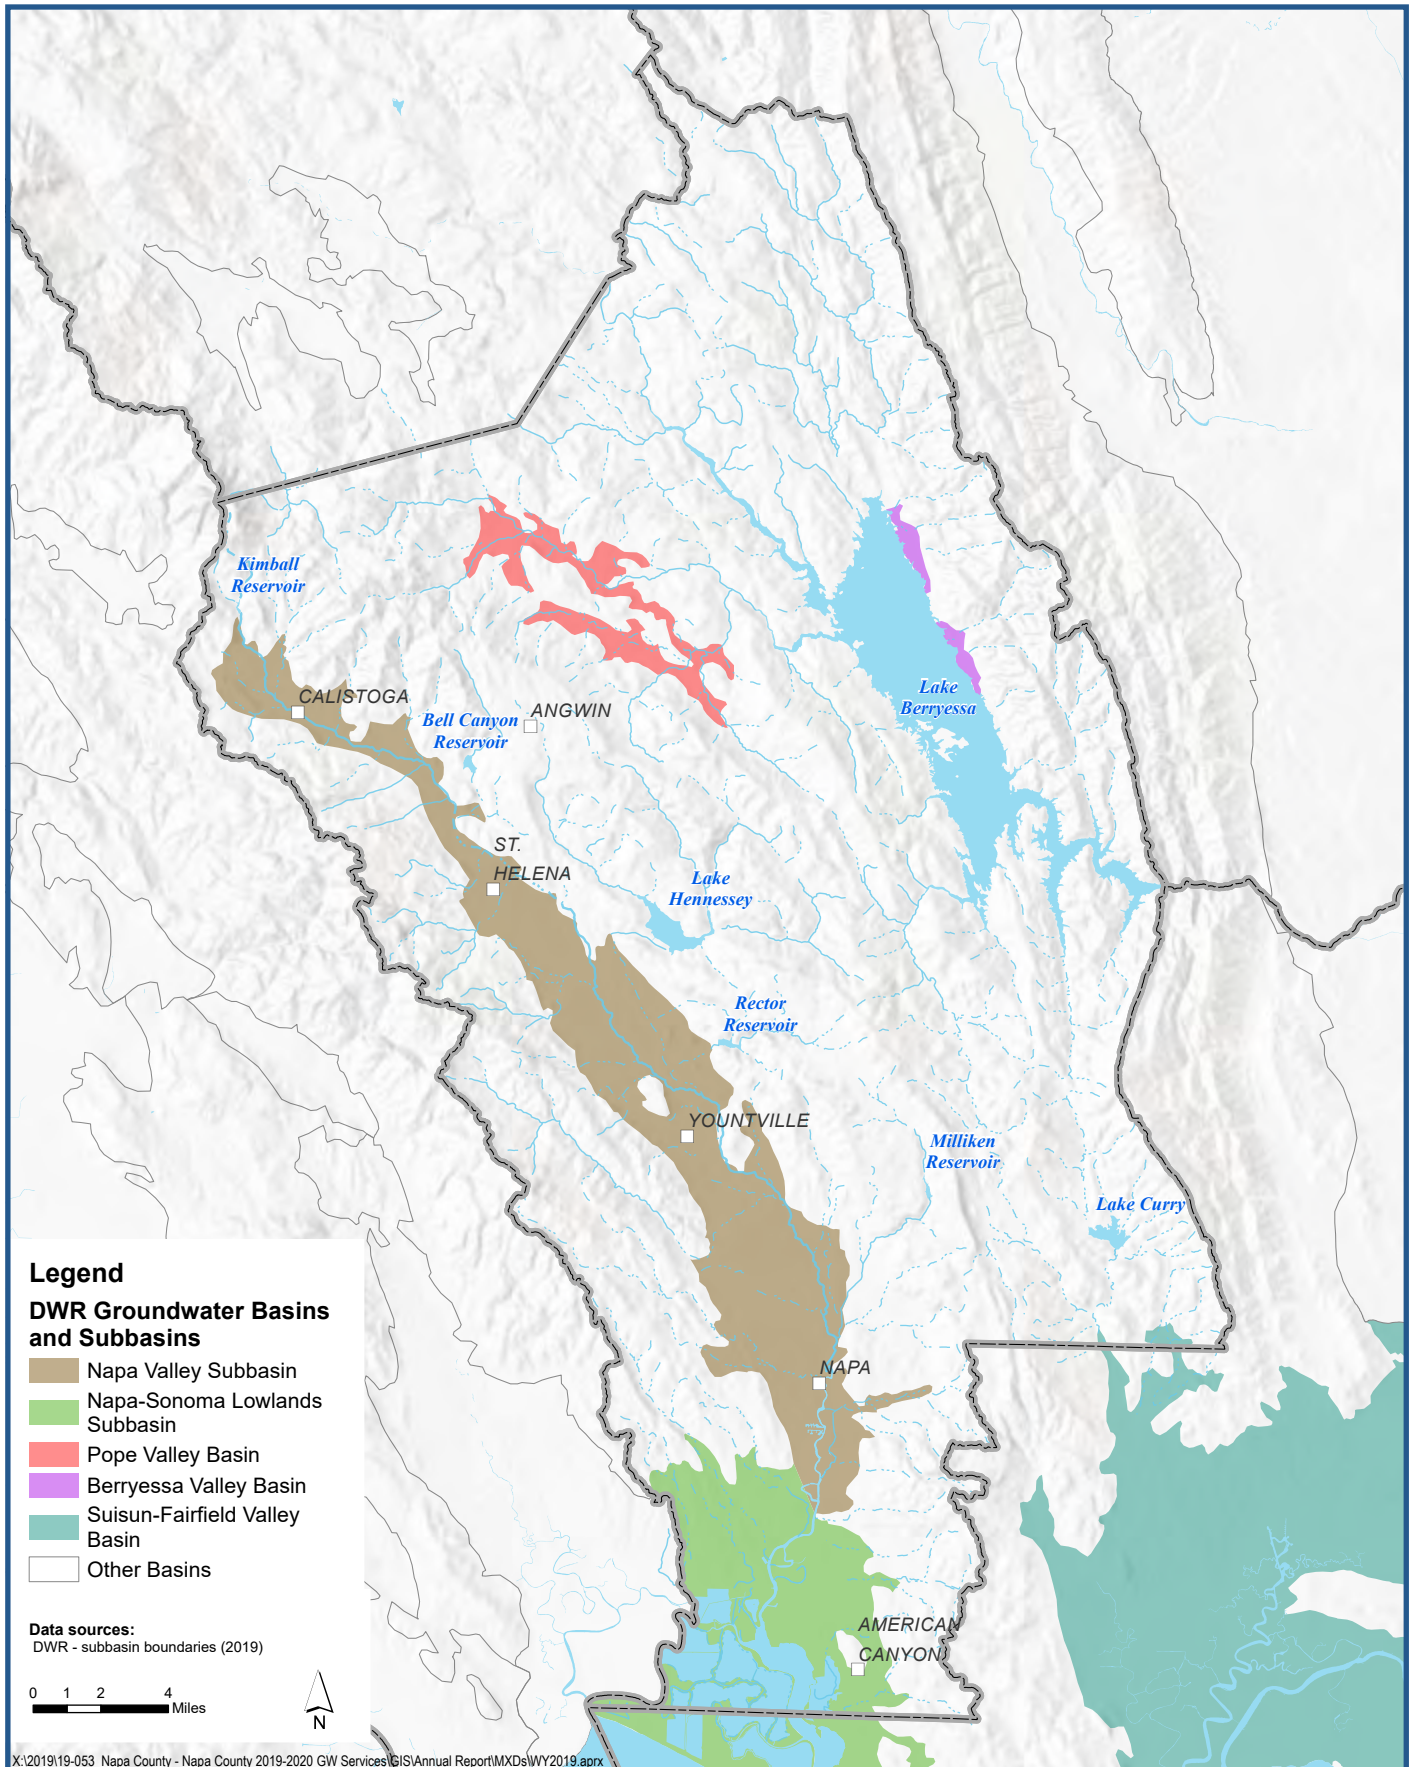 Kimball
Reservoir
CALISTOGA
Bell Canyon
Reservoir
ANGWIN
Lake
Berryessa
ST.
HELENA
Lake
Hennessey
Rector
Reservoir
YOUNTVILLE
Milliken
Reservoir
Lake Curry
NAPA
AMERICAN
CANYON
Legend
DWR Groundwater Basins
and Subbasins
Napa Valley Subbasin
Napa-Sonoma Lowlands
Subbasin
Pope Valley Basin
Berryessa Valley Basin
Suisun-Fairfield Valley
Basin
Other Basins
Data sources:
DWR - subbasin boundaries (2019)
0 1 2 4
Miles
N
X:\2019\19-053 Napa County - Napa County 2019-2020 GW Services\GIS\Annual Report\MXDs\WY2019.aprx